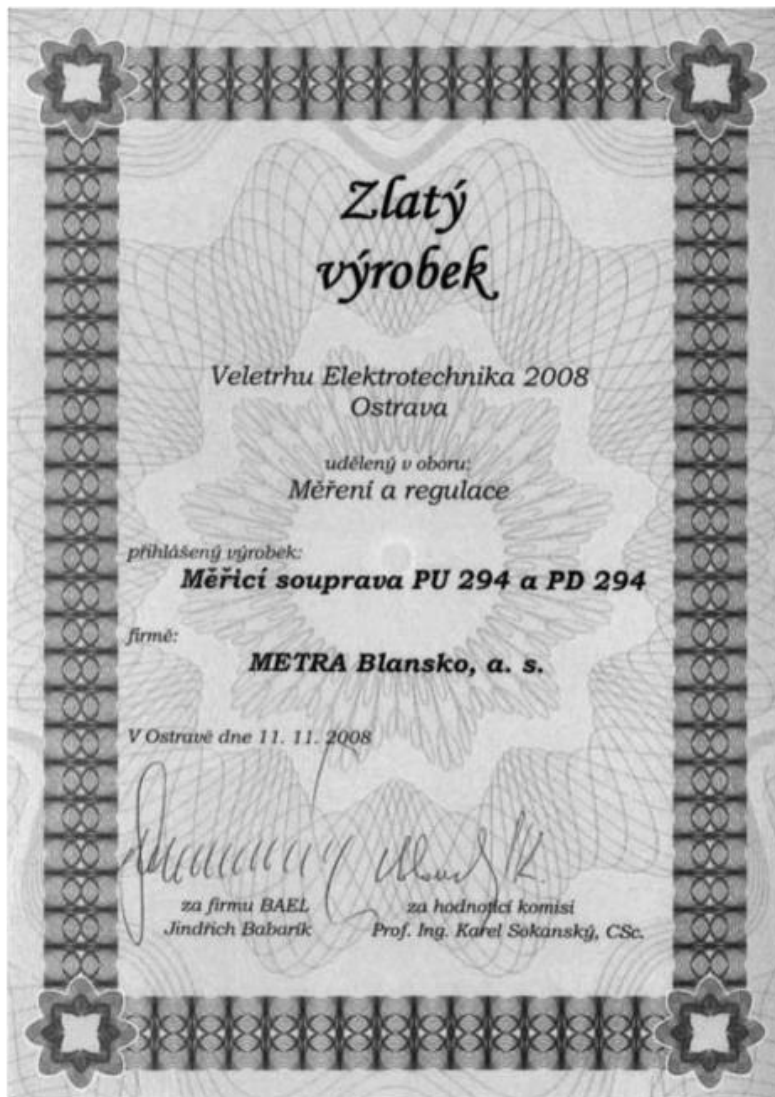 Zlatý
výrobek
Veletrhu Elektrotechnika 2008
Ostrava
udělený v oboru:
Měření a regulace
přihlášený výrobek:
Měřicí souprava PU 294 a PD 294
firmě:
METRA Blansko, a. s.
V Ostravě dne 11. 11. 2008
za firmu BAEL
Jindřich Babarík
za hodnotící komisi
Prof. Ing. Karel Sokanský, CSc.